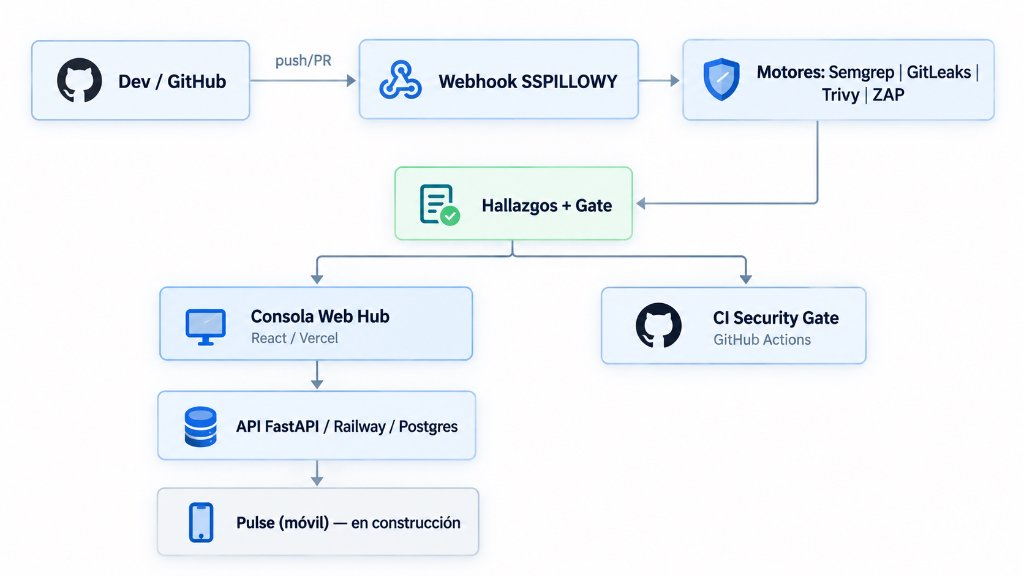 Dev / GitHub
push/PR
Webhook SSPILLOWY
Motores: Semgrep | GitLeaks |
Trivy | ZAP
Hallazgos + Gate
Consola Web Hub
React / Vercel
CI Security Gate
GitHub Actions
API FastAPI / Railway / Postgres
Pulse (móvil) — en construcción